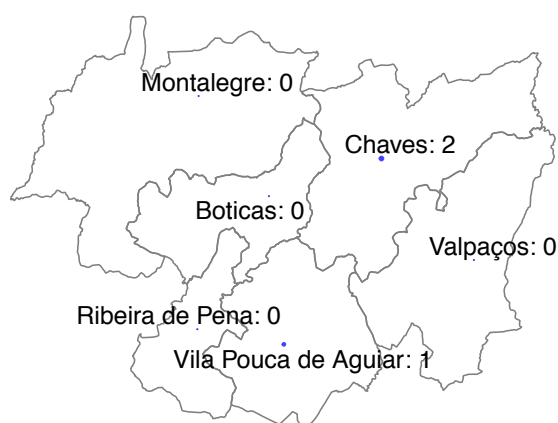 Montalegre: 0
Chaves: 2
Boticas: 0
Valpaços: 0
Ribeira de Pena: 0
Vila Pouca de Aguiar: 1